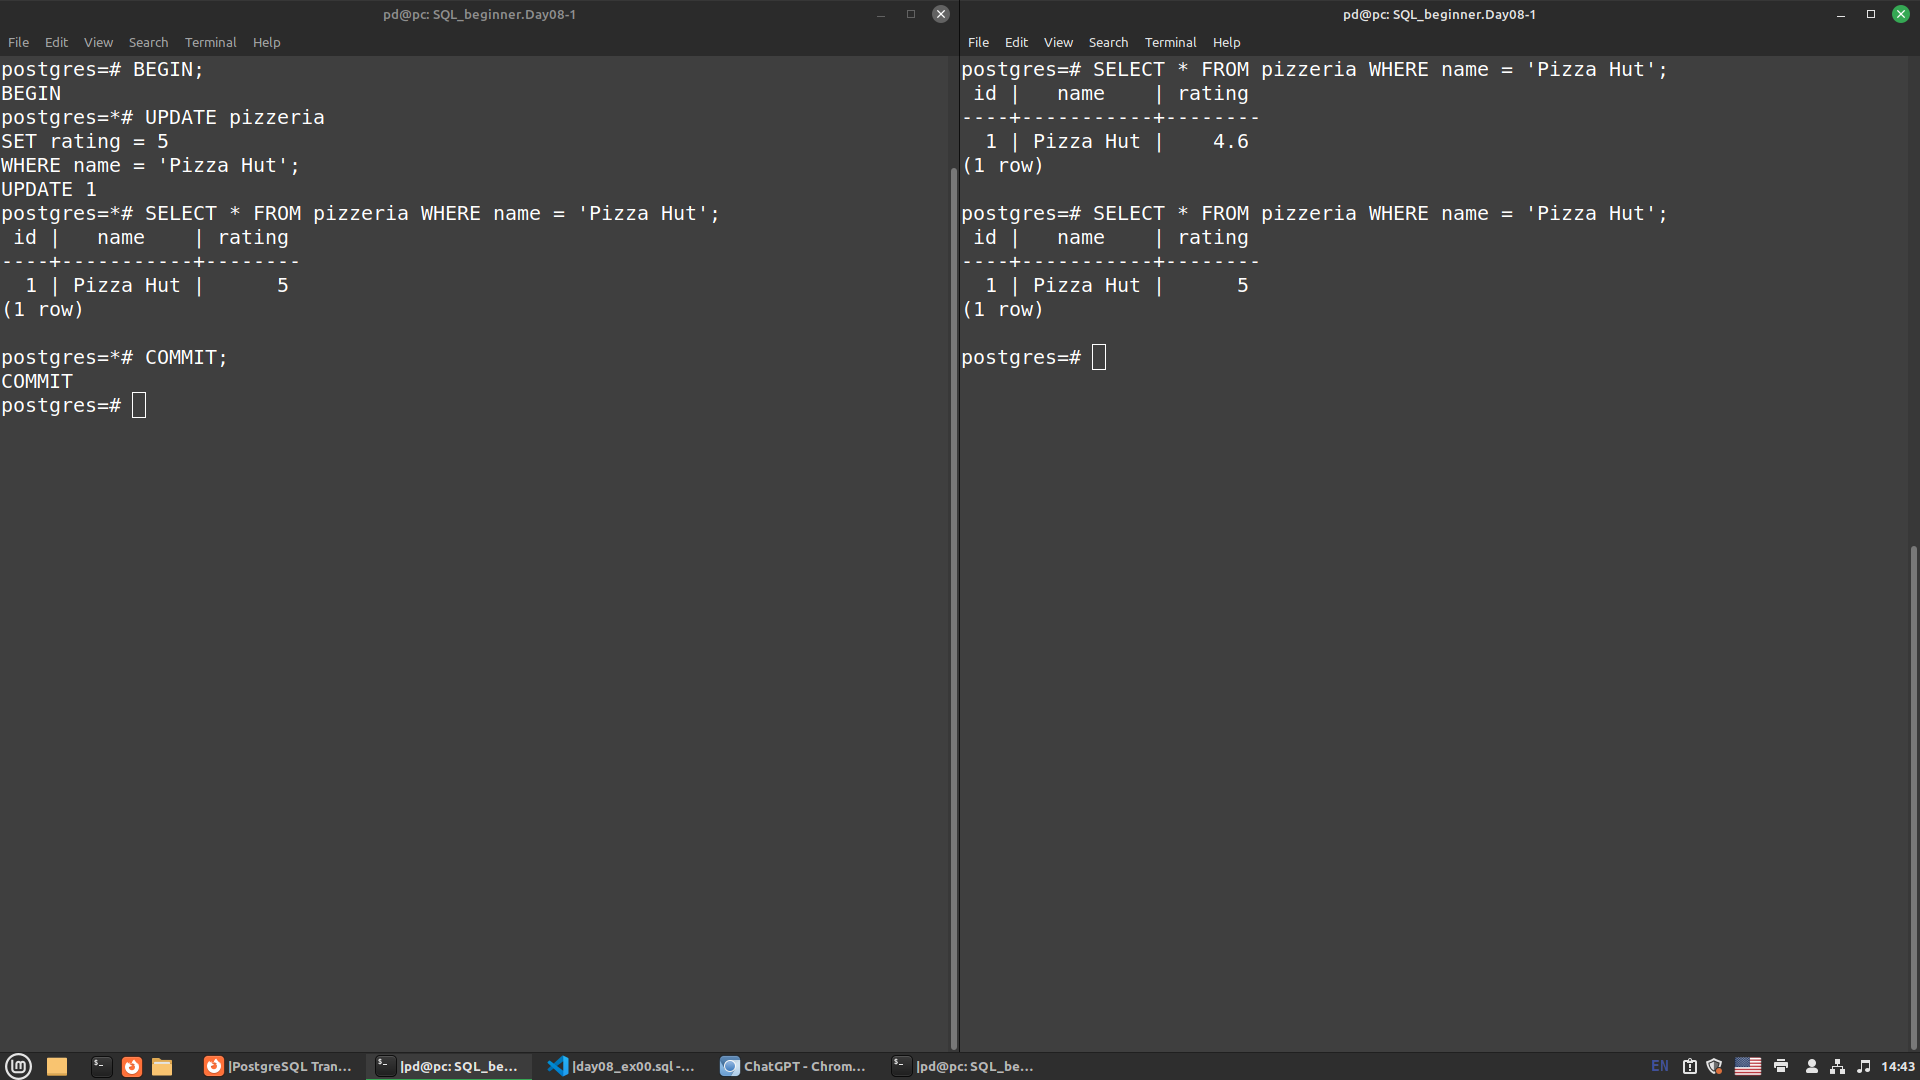 pd@pc: SQL_beginner.Day08-1
File Edit View Search Terminal Help
postgres=# BEGIN;
BEGIN
postgres=*# UPDATE pizzeria
SET rating = 5
WHERE name = 'Pizza Hut';
UPDATE 1
postgres=*# SELECT * FROM pizzeria WHERE name = 'Pizza Hut';
 id |   name    | rating
----+-----------+--------
  1 | Pizza Hut |      5
(1 row)
postgres=*# COMMIT;
COMMIT
postgres=#
pd@pc: SQL_beginner.Day08-1
File Edit View Search Terminal Help
postgres=# SELECT * FROM pizzeria WHERE name = 'Pizza Hut';
 id |   name    | rating
----+-----------+--------
  1 | Pizza Hut |    4.6
(1 row)
postgres=# SELECT * FROM pizzeria WHERE name = 'Pizza Hut';
 id |   name    | rating
----+-----------+--------
  1 | Pizza Hut |      5
(1 row)
postgres=#
|PostgreSQL Tran... |pd@pc: SQL_be... |day08_ex00.sql -... ChatGPT - Chrom... |pd@pc: SQL_be... EN 14:43